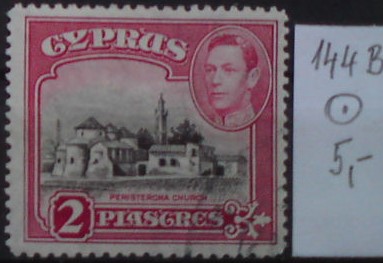 CYPRUS
PERISTERONA CHURCH
2 PIASTRES
144 B
5,-